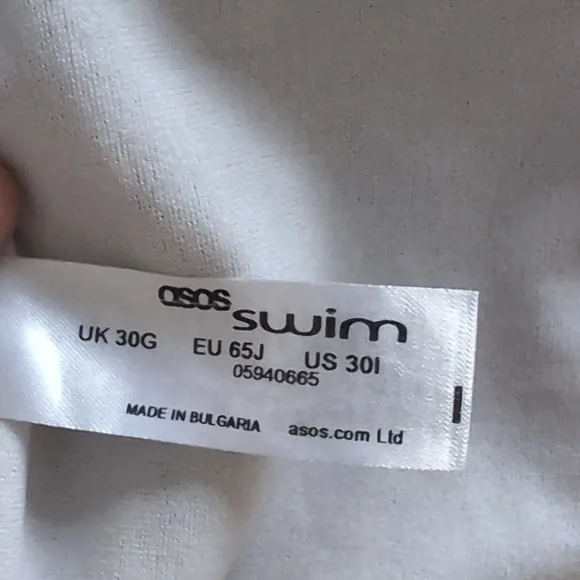 asos swim
UK 30G EU 65J US 30I
05940665
MADE IN BULGARIA asos.com Ltd